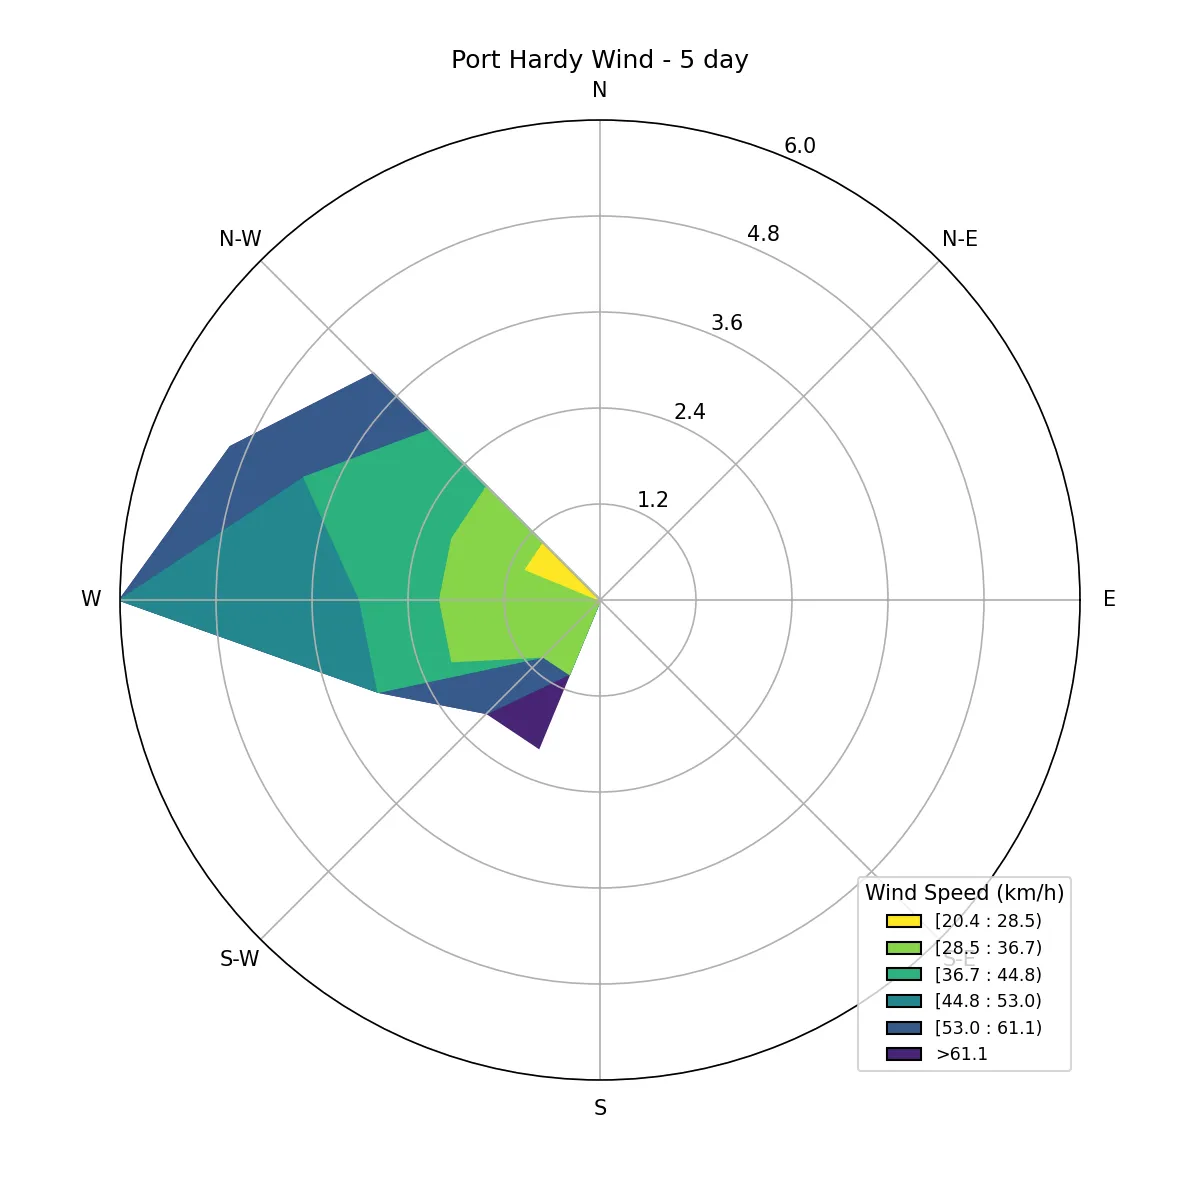 Port Hardy Wind - 5 day
N
6.0
N-W
N-E
4.8
3.6
2.4
1.2
W
E
S-W
S-E
Wind Speed (km/h)
[20.4 : 28.5)
[28.5 : 36.7)
[36.7 : 44.8)
[44.8 : 53.0)
[53.0 : 61.1)
>61.1
S